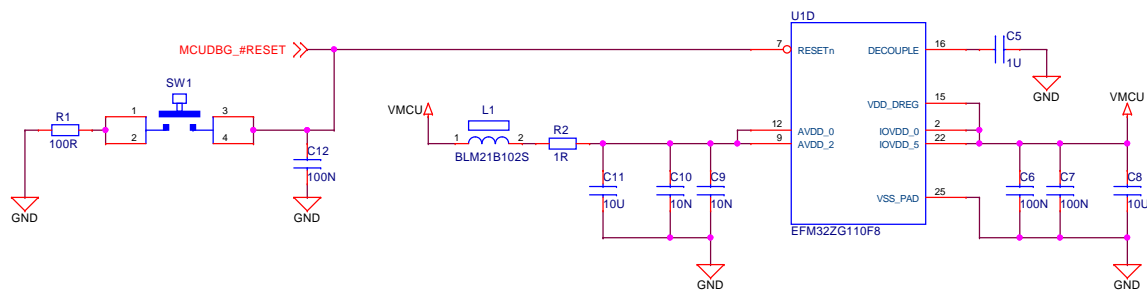 U1D
MCUDBG_#RESET
7
RESETn
DECOUPLE
16
C5
1U
GND
SW1
R1
100R
1
2
3
4
C12
100N
GND
GND
VMCU
L1
1
2
BLM21B102S
R2
1R
12
AVDD_0
9
AVDD_2
VDD_DREG
15
IOVDD_0
2
IOVDD_5
22
VMCU
C11
10U
C10
10N
C9
10N
GND
VSS_PAD
25
C6
100N
C7
100N
C8
10U
GND
EFM32ZG110F8